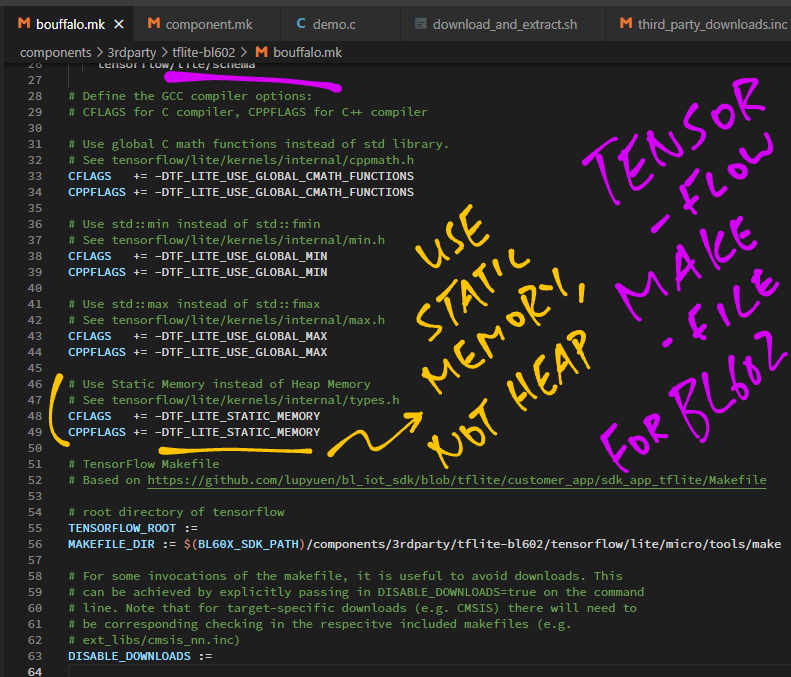 bouffalo.mk
component.mk
demo.c
download_and_extract.sh
third_party_downloads.inc
components > 3rdparty > tflite-bl602 > bouffalo.mk
26 tensorflow/lite/schema
27
28 # Define the GCC compiler options:
29 # CFLAGS for C compiler, CPPFLAGS for C++ compiler
30
31 # Use global C math functions instead of std library.
32 # See tensorflow/lite/kernels/internal/cppmath.h
33 CFLAGS += -DTF_LITE_USE_GLOBAL_CMATH_FUNCTIONS
34 CPPFLAGS += -DTF_LITE_USE_GLOBAL_CMATH_FUNCTIONS
35
36 # Use std::min instead of std::fmin
37 # See tensorflow/lite/kernels/internal/min.h
38 CFLAGS += -DTF_LITE_USE_GLOBAL_MIN
39 CPPFLAGS += -DTF_LITE_USE_GLOBAL_MIN
40
41 # Use std::max instead of std::fmax
42 # See tensorflow/lite/kernels/internal/max.h
43 CFLAGS += -DTF_LITE_USE_GLOBAL_MAX
44 CPPFLAGS += -DTF_LITE_USE_GLOBAL_MAX
45
46 # Use Static Memory instead of Heap Memory
47 # See tensorflow/lite/kernels/internal/types.h
48 CFLAGS += -DTF_LITE_STATIC_MEMORY
49 CPPFLAGS += -DTF_LITE_STATIC_MEMORY
50
51 # TensorFlow Makefile
52 # Based on https://github.com/lupyuen/bl_iot_sdk/blob/tflite/customer_app/sdk_app_tflite/Makefile
53
54 # root directory of tensorflow
55 TENSORFLOW_ROOT :=
56 MAKEFILE_DIR := $(BL60X_SDK_PATH)/components/3rdparty/tflite-bl602/tensorflow/lite/micro/tools/make
57
58 # For some invocations of the makefile, it is useful to avoid downloads. This
59 # can be achieved by explicitly passing in DISABLE_DOWNLOADS=true on the command
60 # line. Note that for target-specific downloads (e.g. CMSIS) there will need to
61 # be corresponding checking in the respecitve included makefiles (e.g.
62 # ext_libs/cmsis_nn.inc)
63 DISABLE_DOWNLOADS :=
64
USE
STATIC
MEMORY,
NOT HEAP
TENSOR
-FLOW
MAKE
-FILE
FOR BL602